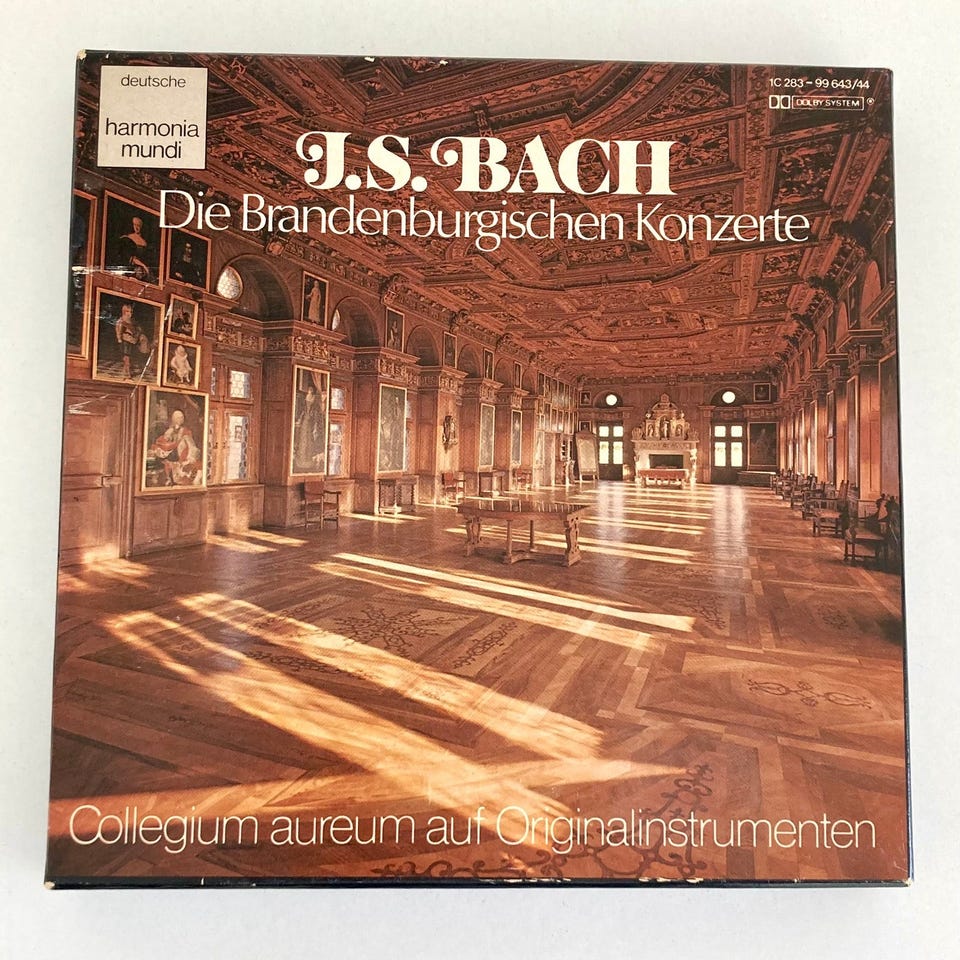 deutsche
harmonia
mundi
1C 283 – 99 643/44
DOLBY SYSTEM ®
J.S. BACH
Die Brandenburgischen Konzerte
Collegium aureum auf Originalinstrumenten